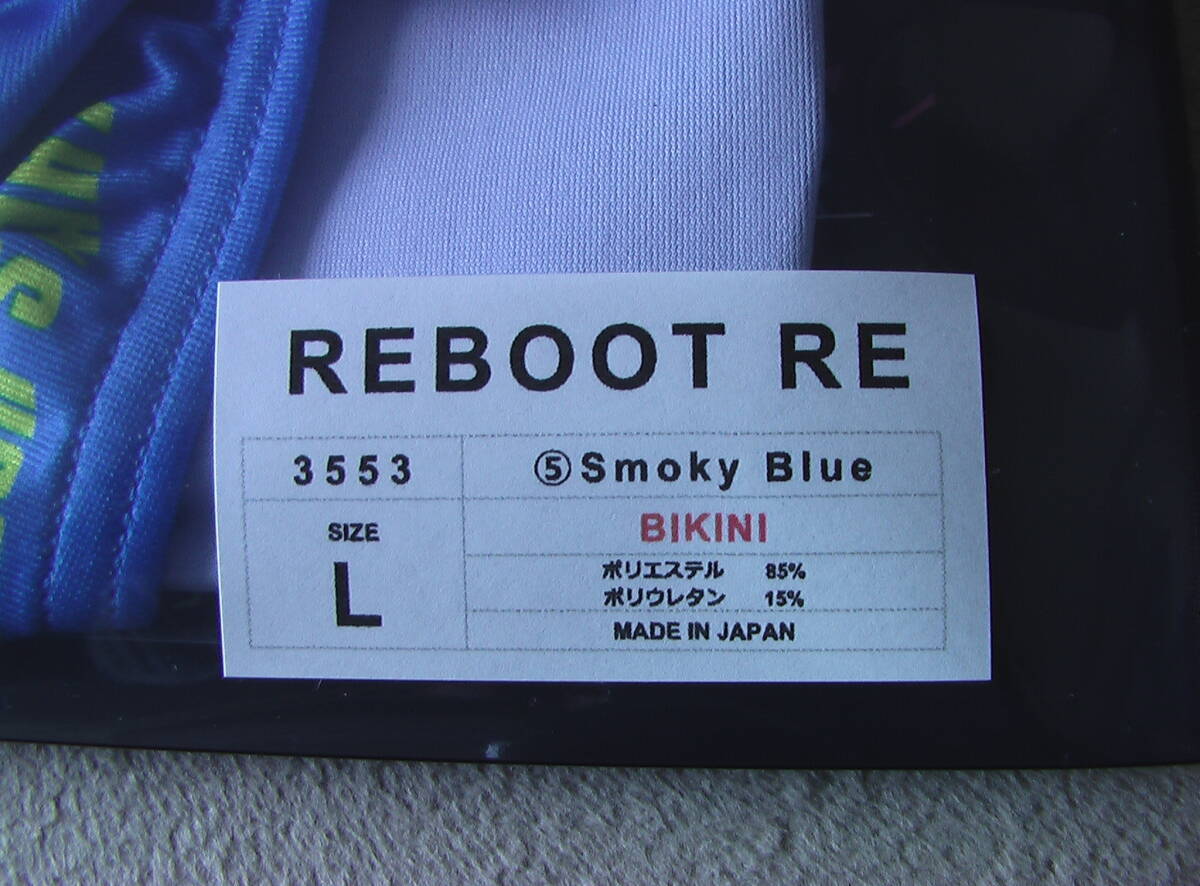 REBOOT RE
3553
⑤Smoky Blue
SIZE
L
BIKINI
ポリエステル 85%
ポリウレタン 15%
MADE IN JAPAN